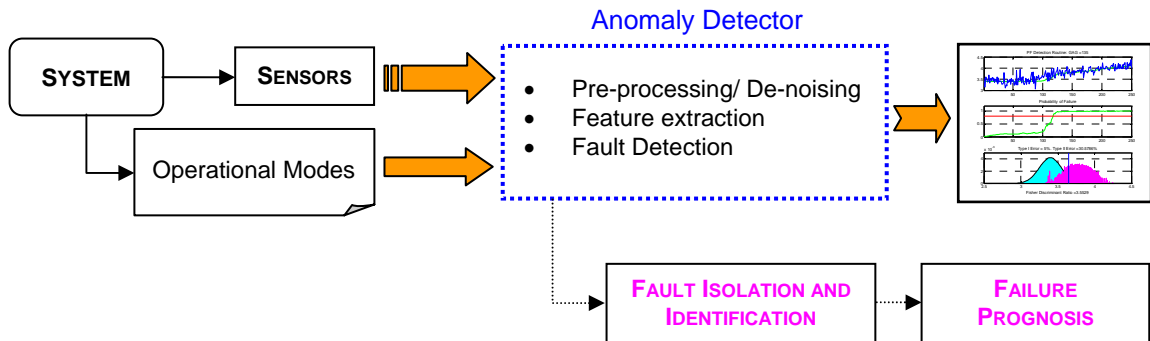 Anomaly Detector
SYSTEM
SENSORS
Operational Modes
• Pre-processing/ De-noising
• Feature extraction
• Fault Detection
Probability of Failure
FAULT ISOLATION AND
IDENTIFICATION
FAILURE
PROGNOSIS